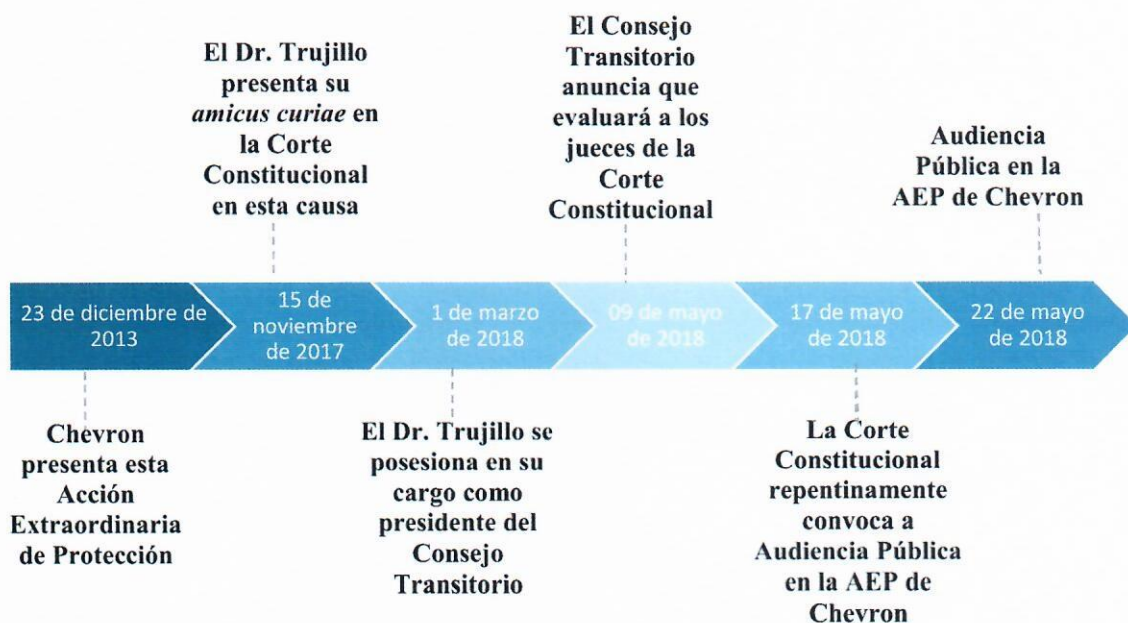 El Dr. Trujillo
presenta su
amicus curiae en
la Corte
Constitucional
en esta causa
El Consejo
Transitorio
anuncia que
evaluará a los
jueces de la
Corte
Constitucional
Audiencia
Pública en la
AEP de Chevron
23 de diciembre de
2013
15 de
noviembre
de 2017
1 de marzo
de 2018
09 de mayo
de 2018
17 de mayo
de 2018
22 de mayo
de 2018
Chevron
presenta esta
Acción
Extraordinaria
de Protección
El Dr. Trujillo se
posesiona en su
cargo como
presidente del
Consejo
Transitorio
La Corte
Constitucional
repentinamente
convoca a
Audiencia Pública
en la AEP de
Chevron